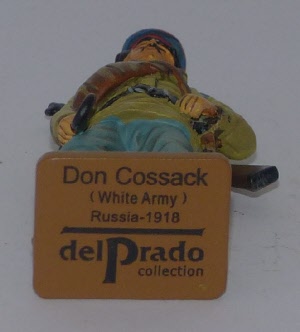 Don Cossack
( White Army )
Russia-1918
delPrado
collection